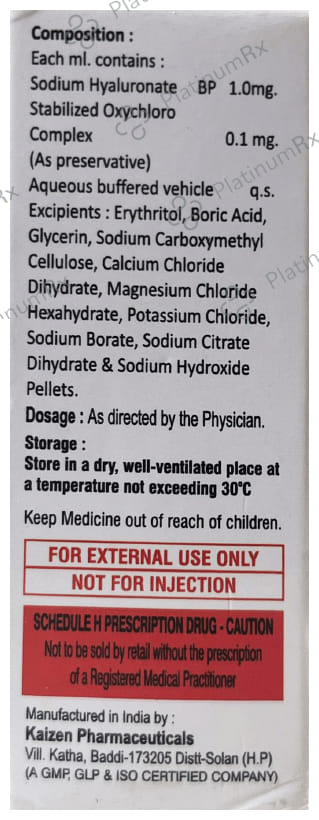 Composition :
Each ml. contains :
Sodium Hyaluronate BP 1.0mg.
Stabilized Oxychloro
Complex 0.1 mg.
(As preservative)
Aqueous buffered vehicle q.s.
Excipients : Erythritol, Boric Acid,
Glycerin, Sodium Carboxymethyl
Cellulose, Calcium Chloride
Dihydrate, Magnesium Chloride
Hexahydrate, Potassium Chloride,
Sodium Borate, Sodium Citrate
Dihydrate & Sodium Hydroxide
Pellets.
Dosage : As directed by the Physician.
Storage :
Store in a dry, well-ventilated place at
a temperature not exceeding 30°C
Keep Medicine out of reach of children.
FOR EXTERNAL USE ONLY
NOT FOR INJECTION
SCHEDULE H PRESCRIPTION DRUG - CAUTION
Not to be sold by retail without the prescription
of a Registered Medical Practitioner
Manufactured in India by :
Kaizen Pharmaceuticals
Vill. Katha, Baddi-173205 Distt-Solan (H.P)
(A GMP, GLP & ISO CERTIFIED COMPANY)
PlatinumRx
PlatinumRx
PlatinumRx